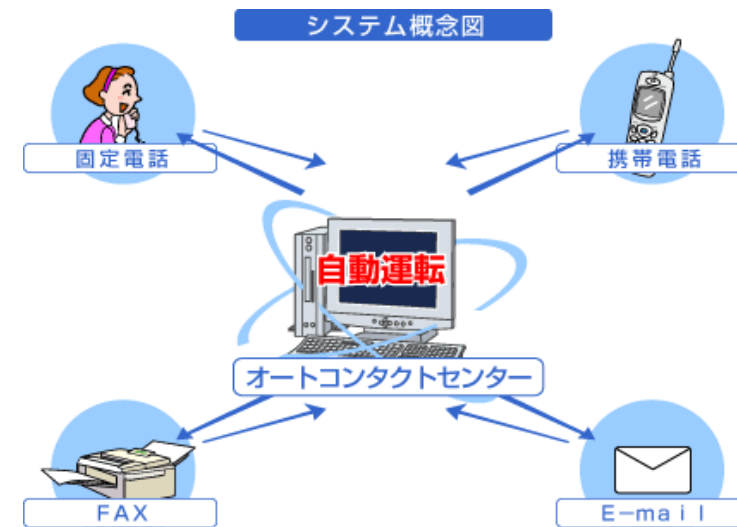 システム概念図
固定電話
携帯電話
自動運転
オートコンタクトセンター
FAX
E-mail